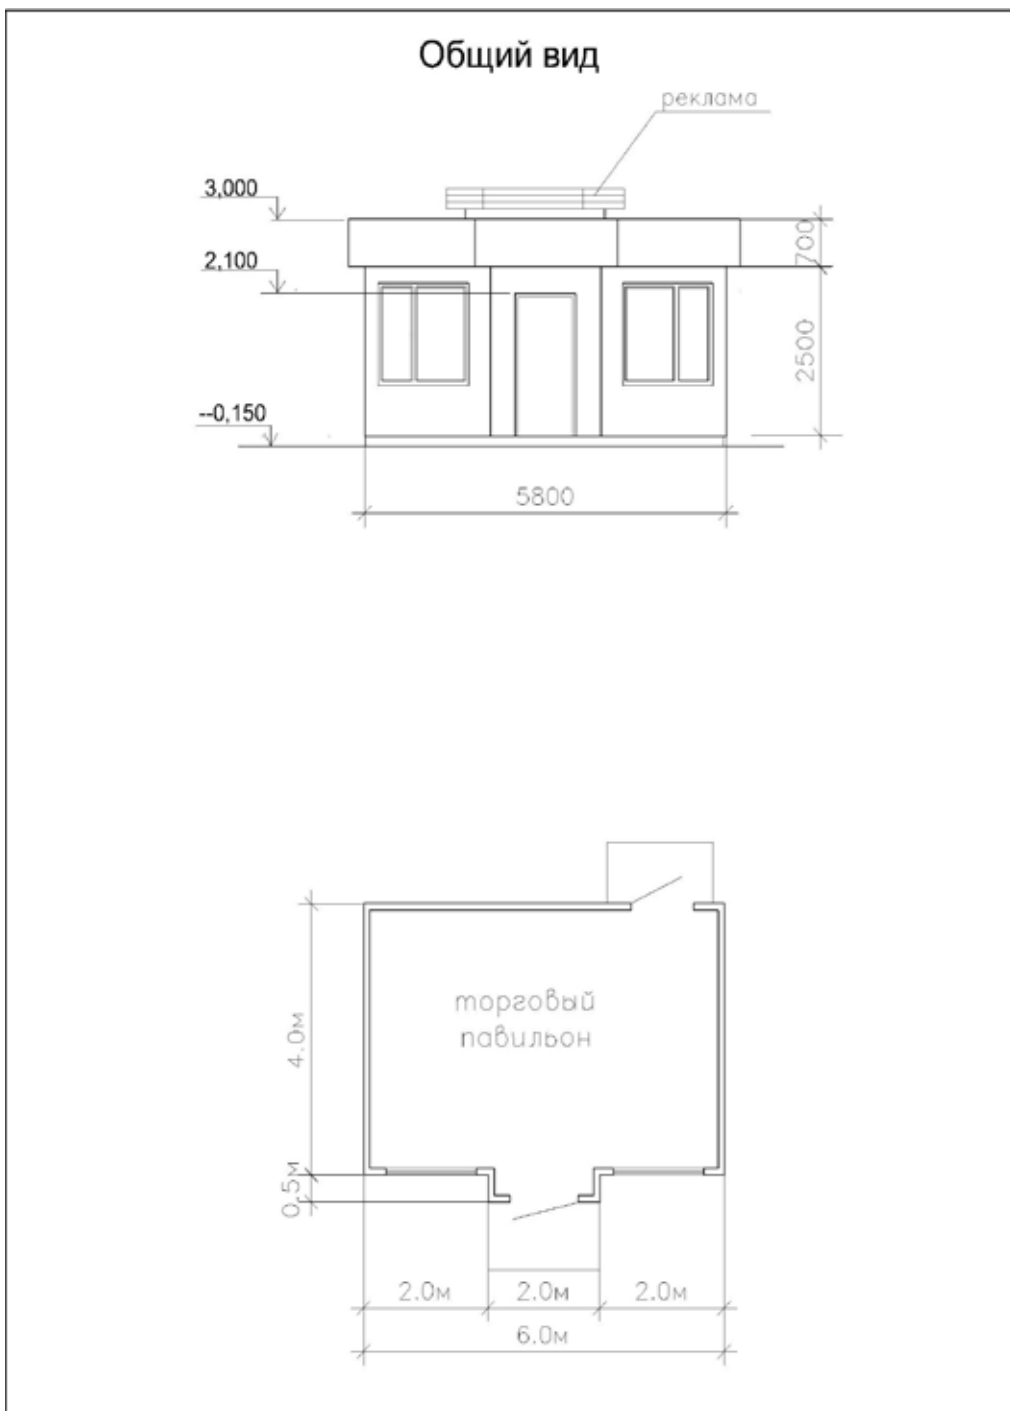 Общий вид
реклама
3,000
2,100
--0,150
700
2500
5800
торговый
павильон
4.0м
0.5м
2.0м 2.0м 2.0м
6.0м